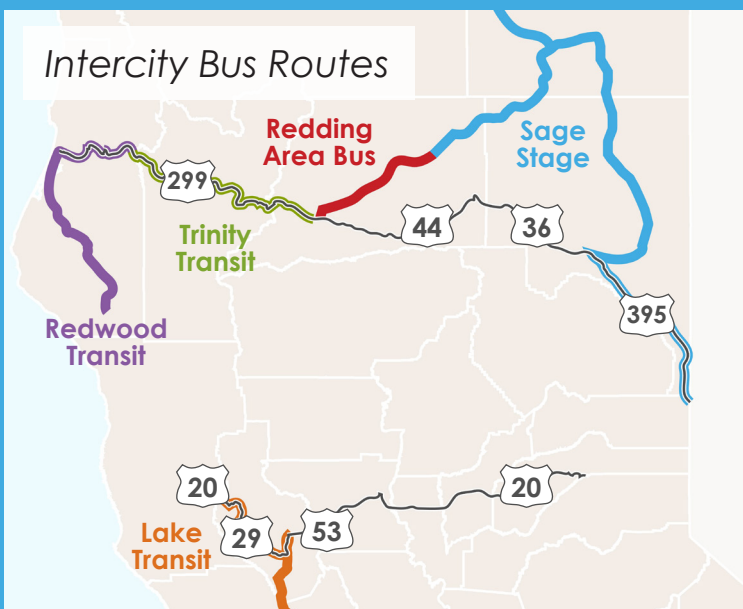 Intercity Bus Routes
Redding
Area Bus
Sage
Stage
299
44
36
Trinity
Transit
395
Redwood
Transit
20
20
29
53
Lake
Transit